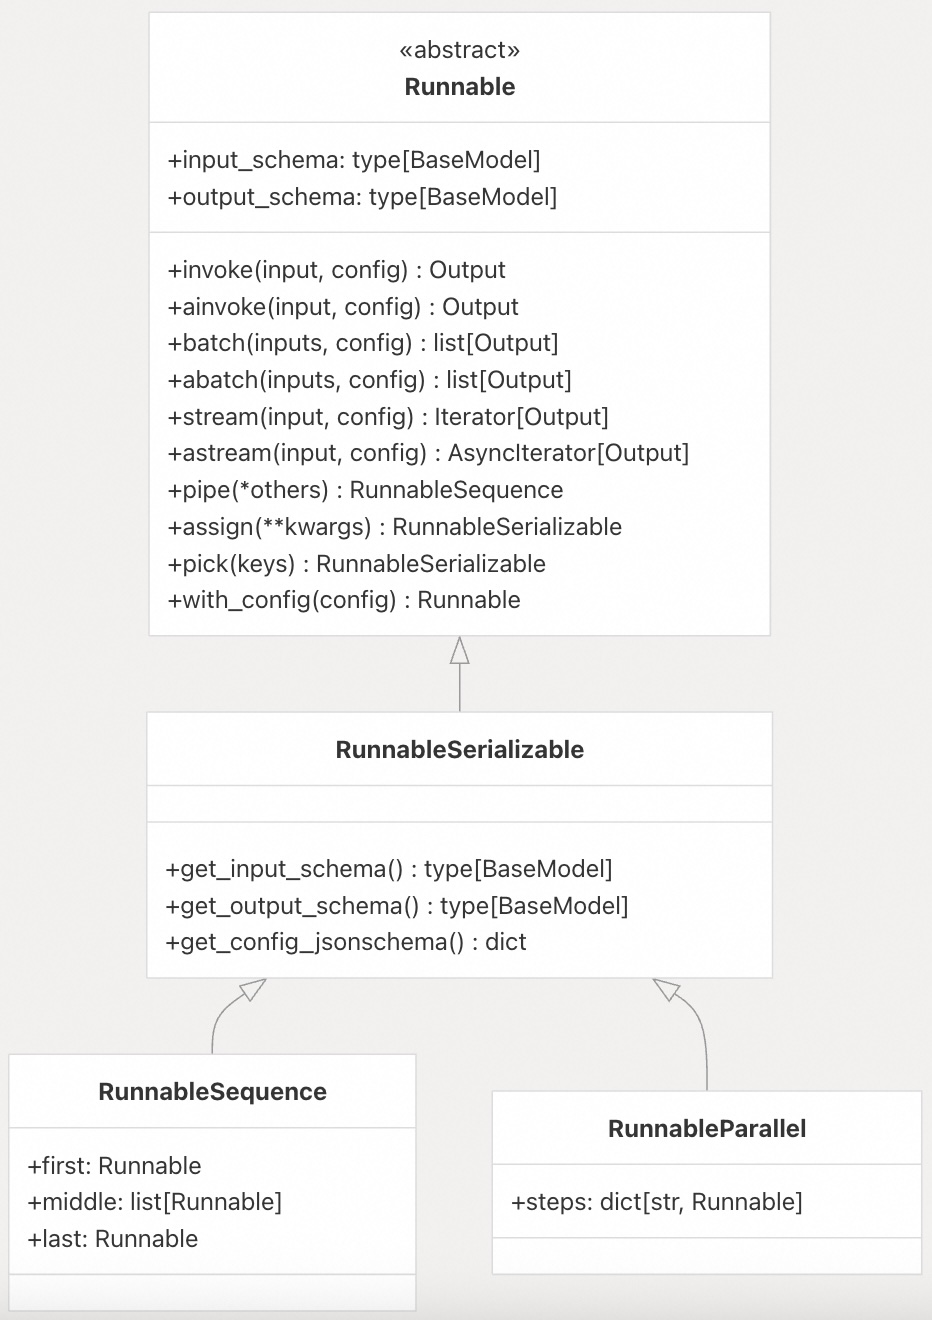 «abstract»
Runnable
+input_schema: type[BaseModel]
+output_schema: type[BaseModel]
+invoke(input, config) : Output
+ainvoke(input, config) : Output
+batch(inputs, config) : list[Output]
+abatch(inputs, config) : list[Output]
+stream(input, config) : Iterator[Output]
+astream(input, config) : AsyncIterator[Output]
+pipe(*others) : RunnableSequence
+assign(**kwargs) : RunnableSerializable
+pick(keys) : RunnableSerializable
+with_config(config) : Runnable
RunnableSerializable
+get_input_schema() : type[BaseModel]
+get_output_schema() : type[BaseModel]
+get_config_jsonschema() : dict
RunnableSequence
+first: Runnable
+middle: list[Runnable]
+last: Runnable
RunnableParallel
+steps: dict[str, Runnable]